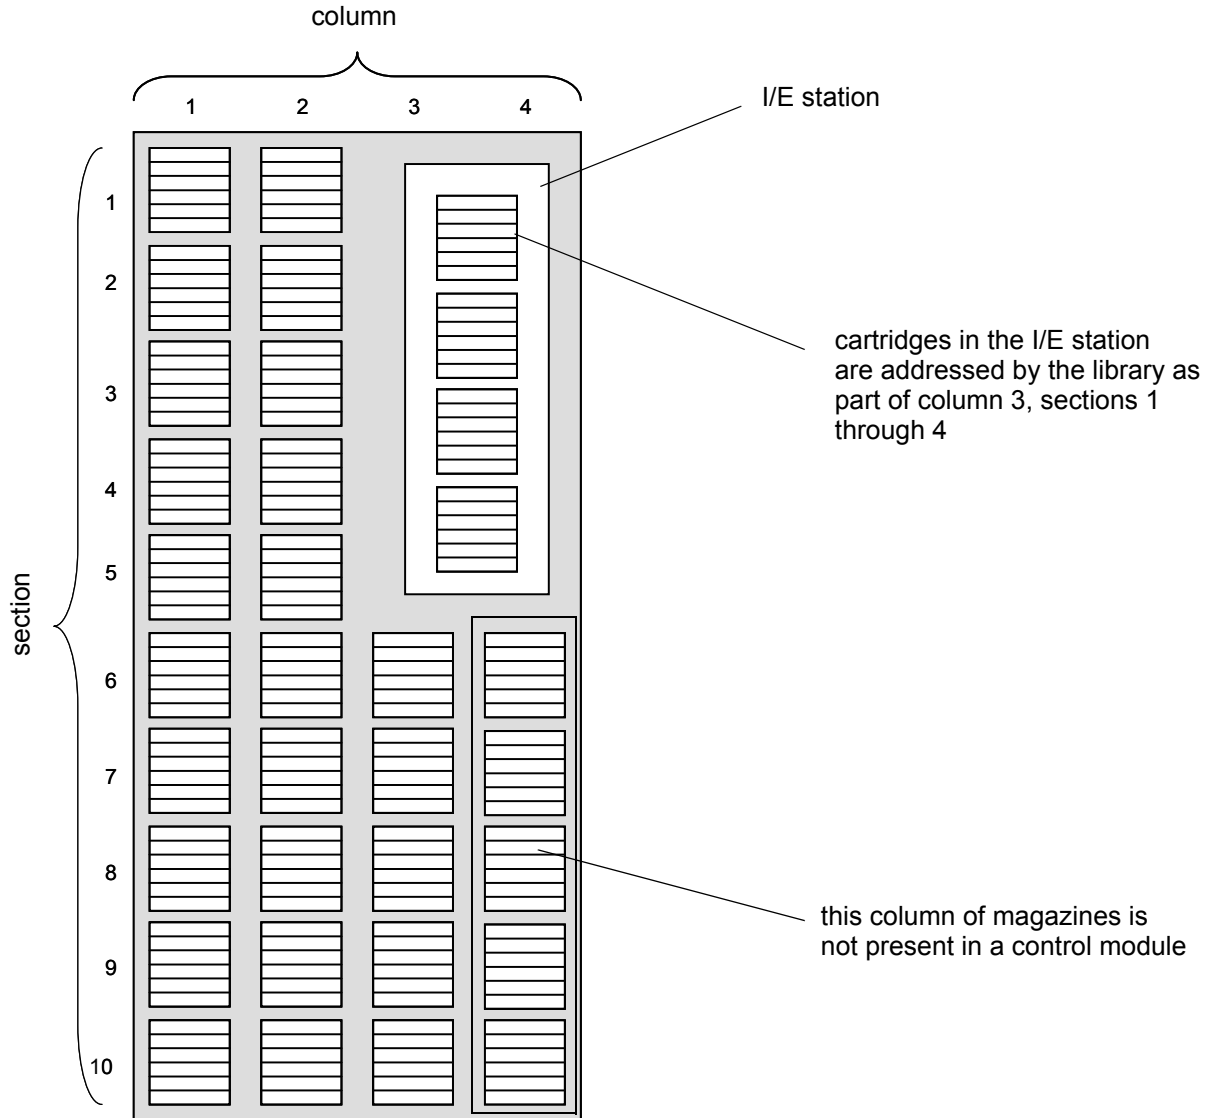 column
1 2 3 4
I/E station
1
2
cartridges in the I/E station
are addressed by the library as
part of column 3, sections 1
through 4
3
4
5
section
6
7
8
this column of magazines is
not present in a control module
9
10